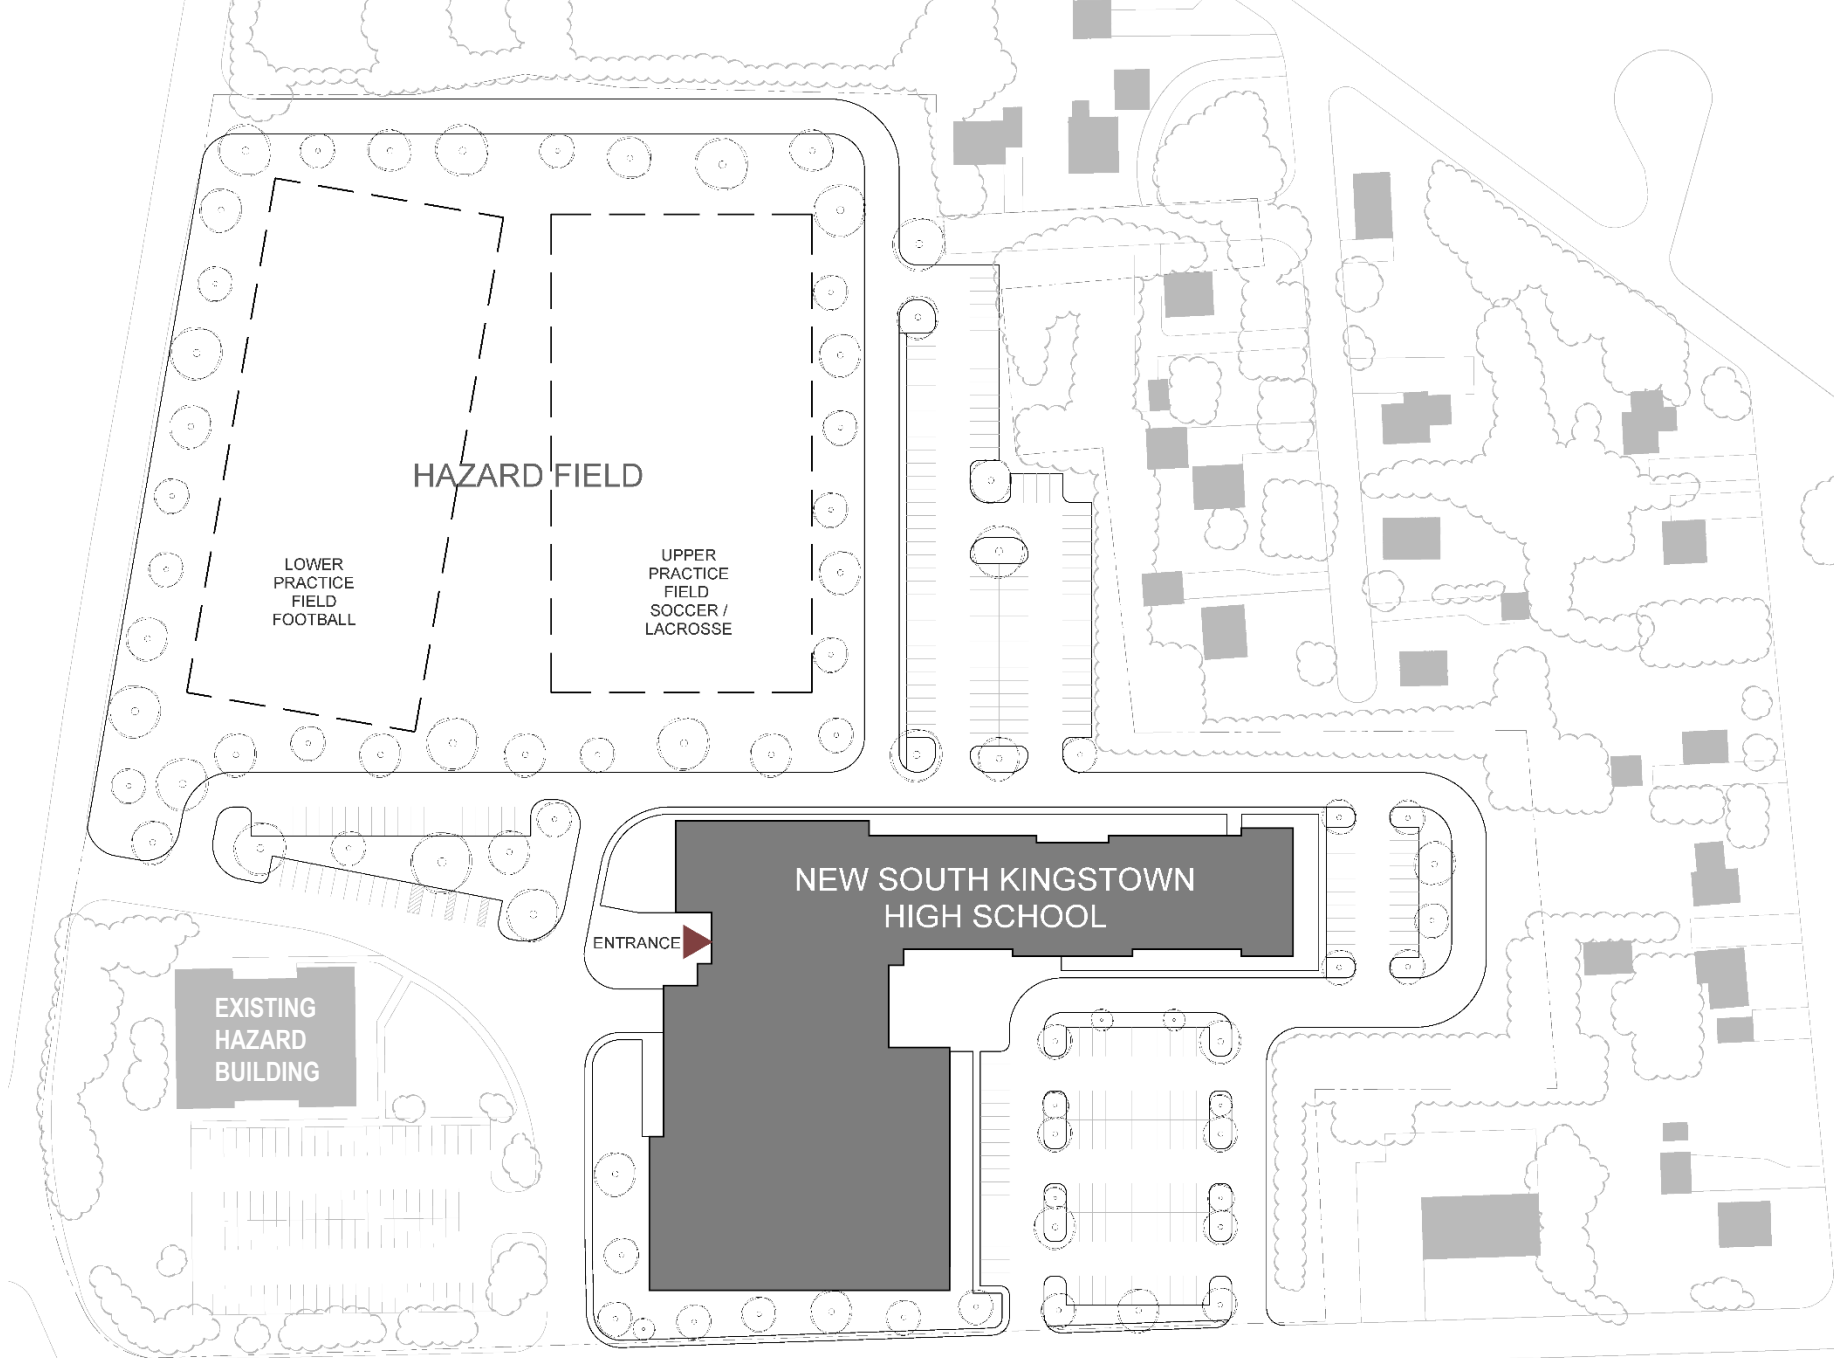 HAZARD FIELD
LOWER
PRACTICE
FIELD
FOOTBALL
UPPER
PRACTICE
FIELD
SOCCER /
LACROSSE
NEW SOUTH KINGSTOWN
HIGH SCHOOL
ENTRANCE
EXISTING
HAZARD
BUILDING